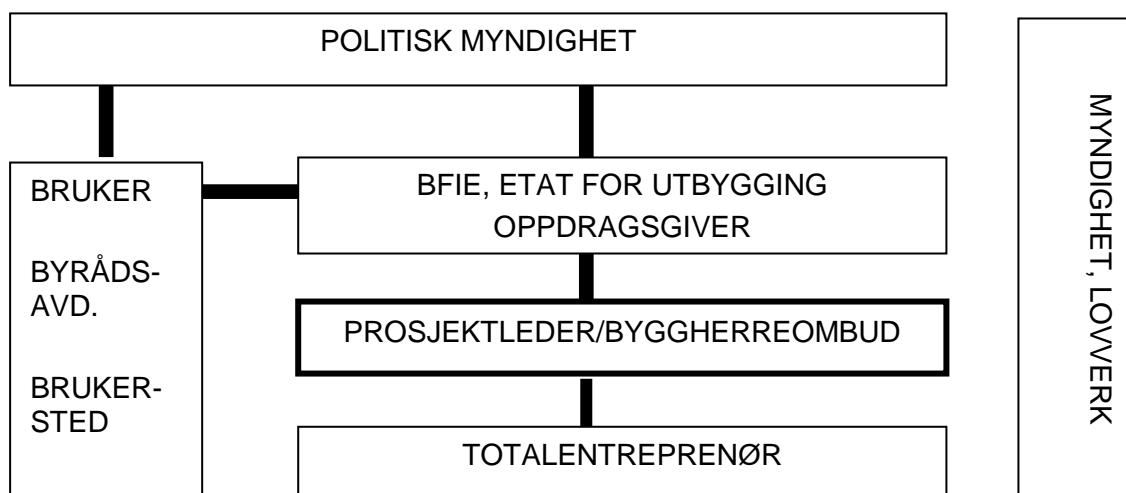 POLITISK MYNDIGHET
BRUKER
BYRÅDS-
AVD.
BRUKER-
STED
BFIE, ETAT FOR UTBYGGING
OPPDRAGSGIVER
PROSJEKTLEDER/BYGGHERREOMBUD
TOTALENTREPRENØR
MYNDIGHET, LOVVERK